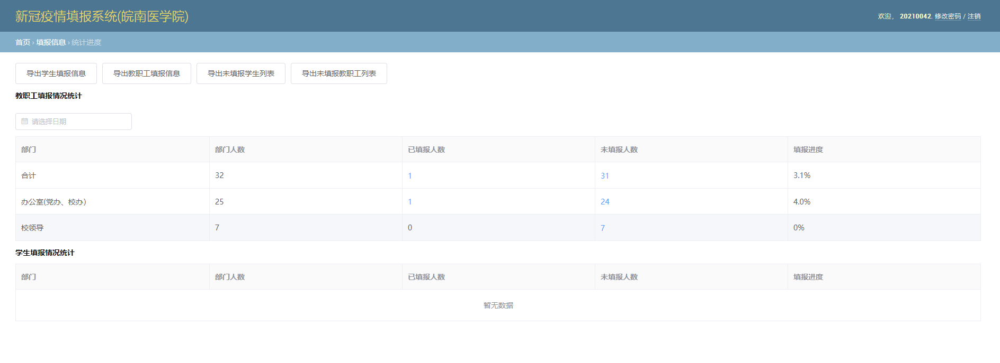 新冠疫情填报系统(皖南医学院)
欢迎， 20210042. 修改密码 / 注销
首页 › 填报信息 › 统计进度
导出学生填报信息 导出教职工填报信息 导出未填报学生列表 导出未填报教职工列表
教职工填报情况统计
请选择日期
部门 部门人数 已填报人数 未填报人数 填报进度
合计 32 1 31 3.1%
办公室(党办、校办) 25 1 24 4.0%
校领导 7 0 7 0%
学生填报情况统计
部门 部门人数 已填报人数 未填报人数 填报进度
暂无数据